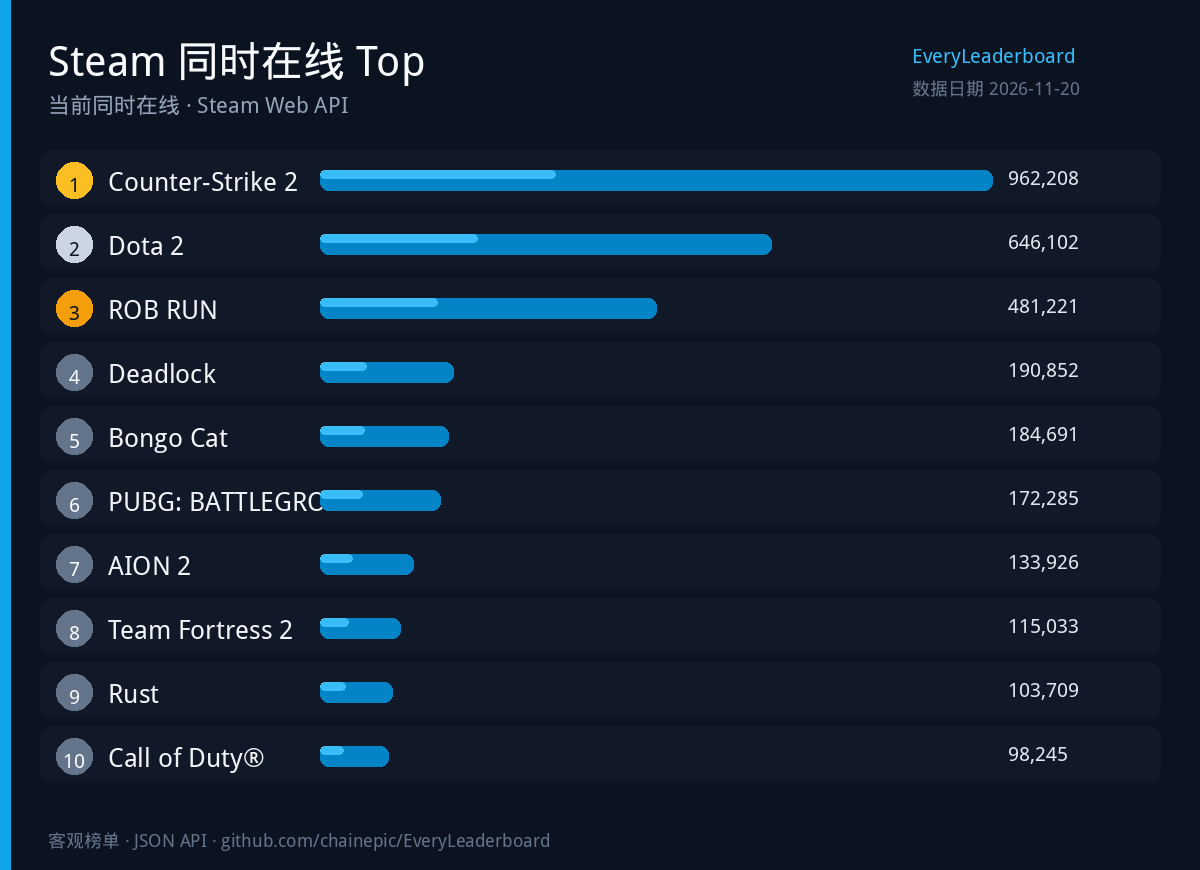 Steam 同时在线 Top
当前同时在线 · Steam Web API
EveryLeaderboard
数据日期 2026-11-20
1 Counter-Strike 2 962,208
2 Dota 2 646,102
3 ROB RUN 481,221
4 Deadlock 190,852
5 Bongo Cat 184,691
6 PUBG: BATTLEGRO 172,285
7 AION 2 133,926
8 Team Fortress 2 115,033
9 Rust 103,709
10 Call of Duty® 98,245
客观榜单 · JSON API · github.com/chainepic/EveryLeaderboard